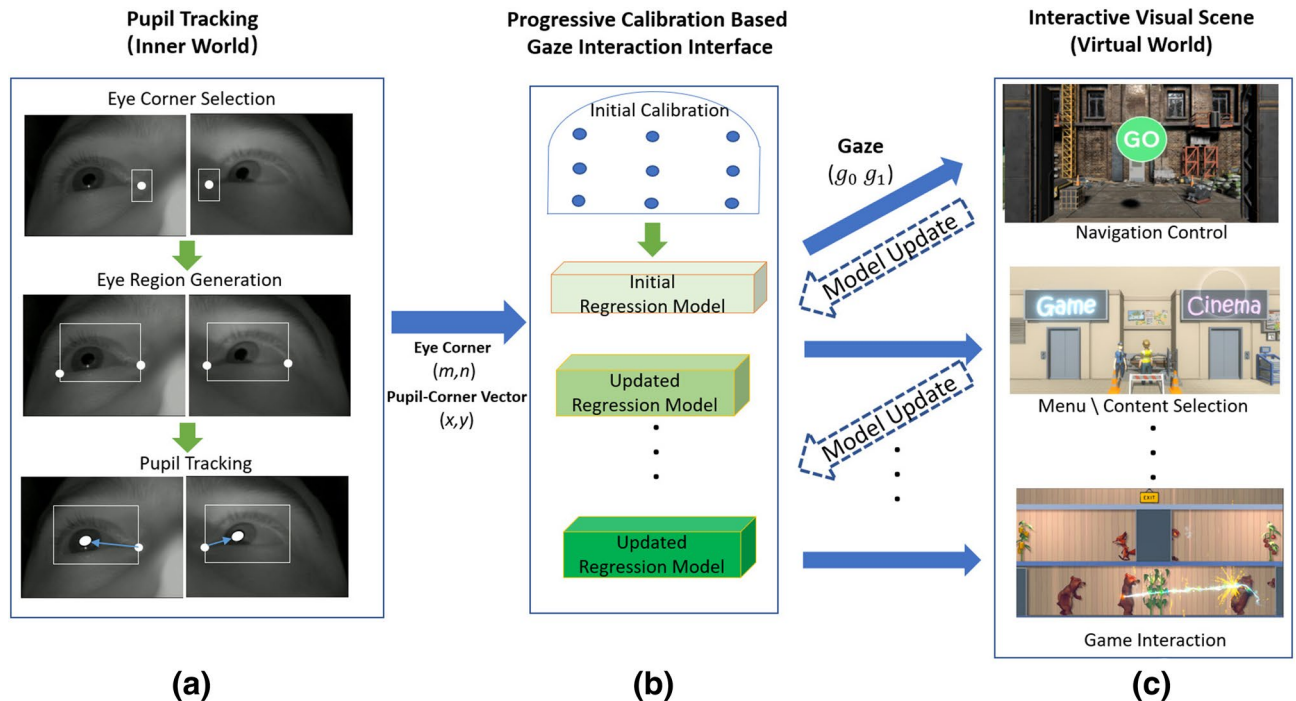 Pupil Tracking
(Inner World)
Eye Corner Selection
Eye Region Generation
Pupil Tracking
(a)
Eye Corner
(m,n)
Pupil-Corner Vector
(x,y)
Progressive Calibration Based
Gaze Interaction Interface
Initial Calibration
Initial
Regression Model
Updated
Regression Model
Updated
Regression Model
(b)
Gaze
(g₀ g₁)
Model Update
Model Update
Interactive Visual Scene
(Virtual World)
GO
Navigation Control
Game Cinema
Menu \ Content Selection
EXIT
Game Interaction
(c)